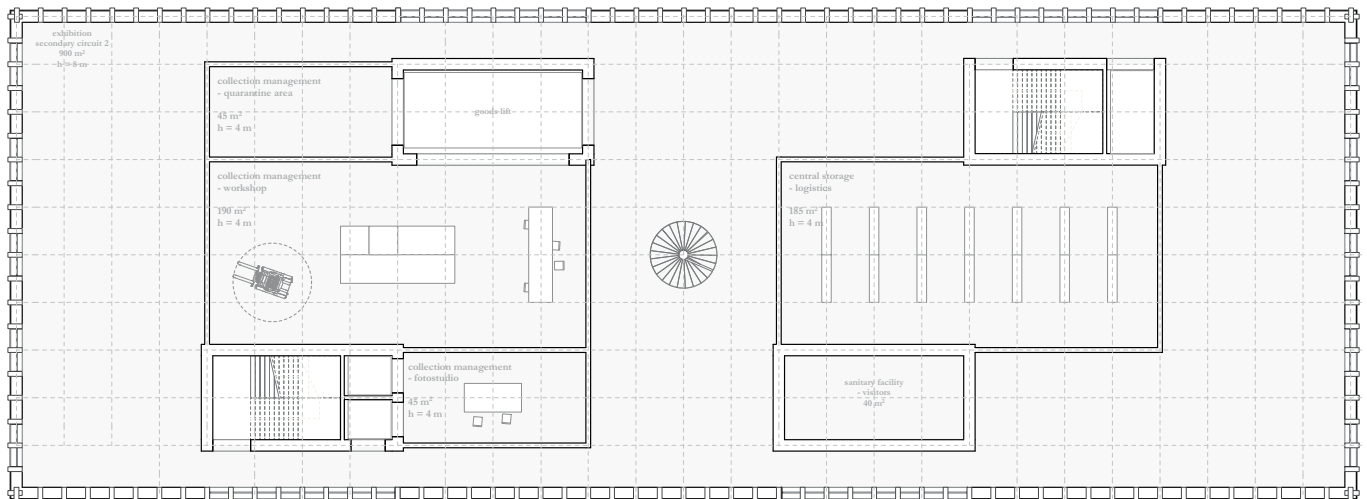 exhibition
secondary circuit 2
900 m²
h = 8 m
collection management
- quarantine area
45 m²
h = 4 m
goods lift
collection management
- workshop
190 m²
h = 4 m
central storage
- logistics
185 m²
h = 4 m
collection management
- fotostudio
45 m²
h = 4 m
sanitary facility
- visitors
40 m²